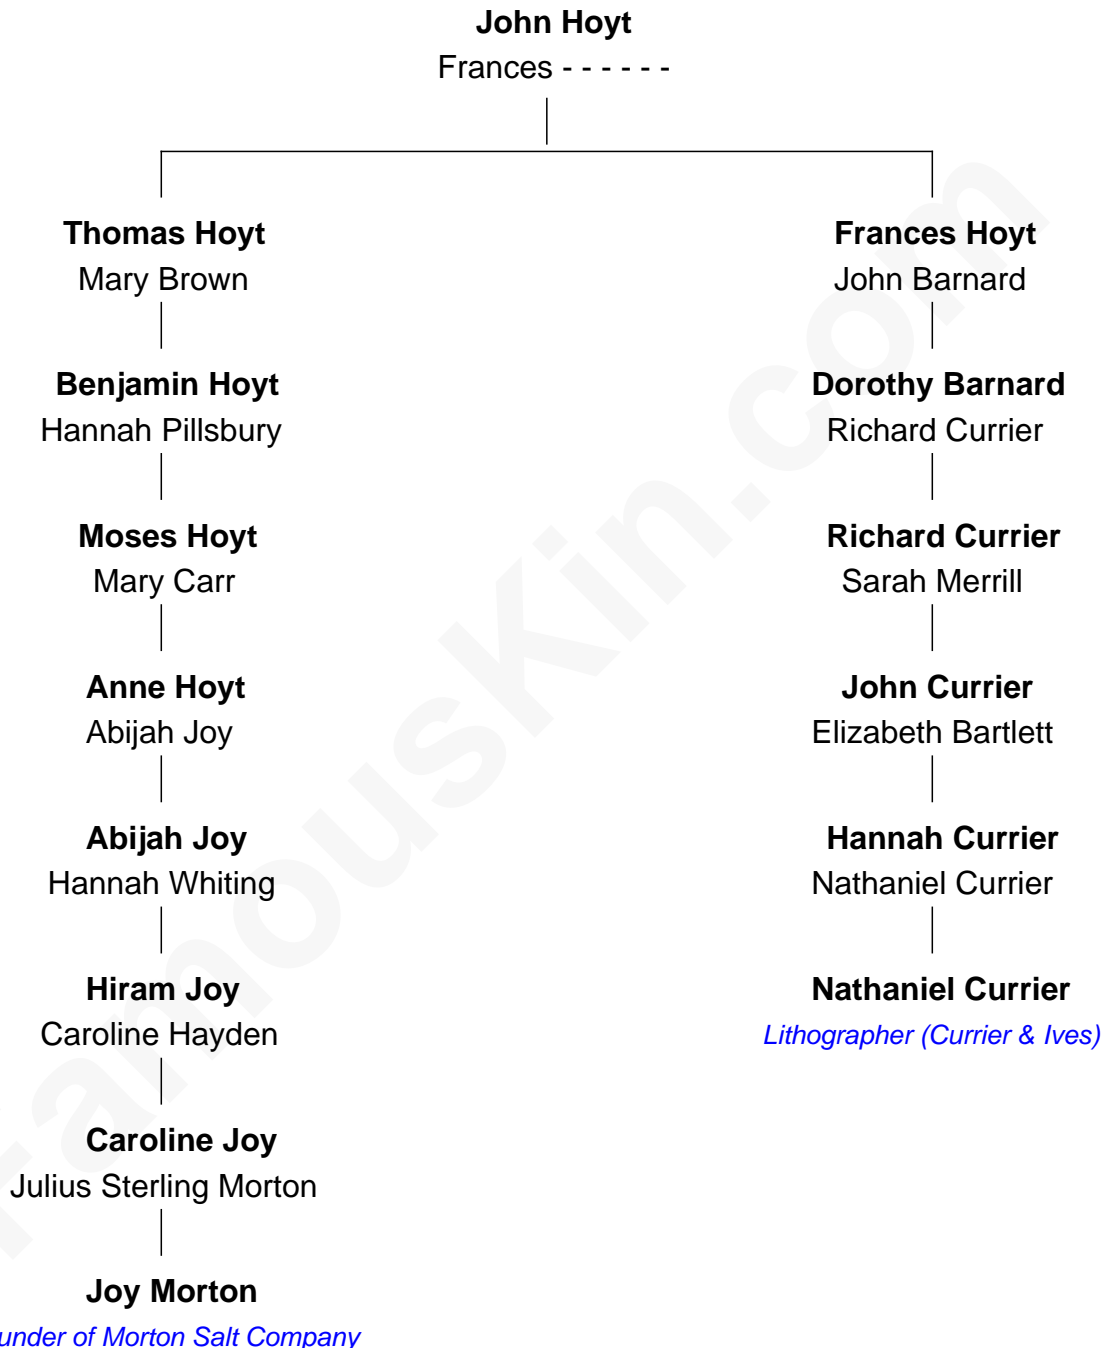 John Hoyt
Frances - - - - - -
Thomas Hoyt
Mary Brown
Benjamin Hoyt
Hannah Pillsbury
Moses Hoyt
Mary Carr
Anne Hoyt
Abijah Joy
Abijah Joy
Hannah Whiting
Hiram Joy
Caroline Hayden
Caroline Joy
Julius Sterling Morton
Joy Morton
under of Morton Salt Company
Frances Hoyt
John Barnard
Dorothy Barnard
Richard Currier
Richard Currier
Sarah Merrill
John Currier
Elizabeth Bartlett
Hannah Currier
Nathaniel Currier
Nathaniel Currier
Lithographer (Currier & Ives)
FamousKin.com